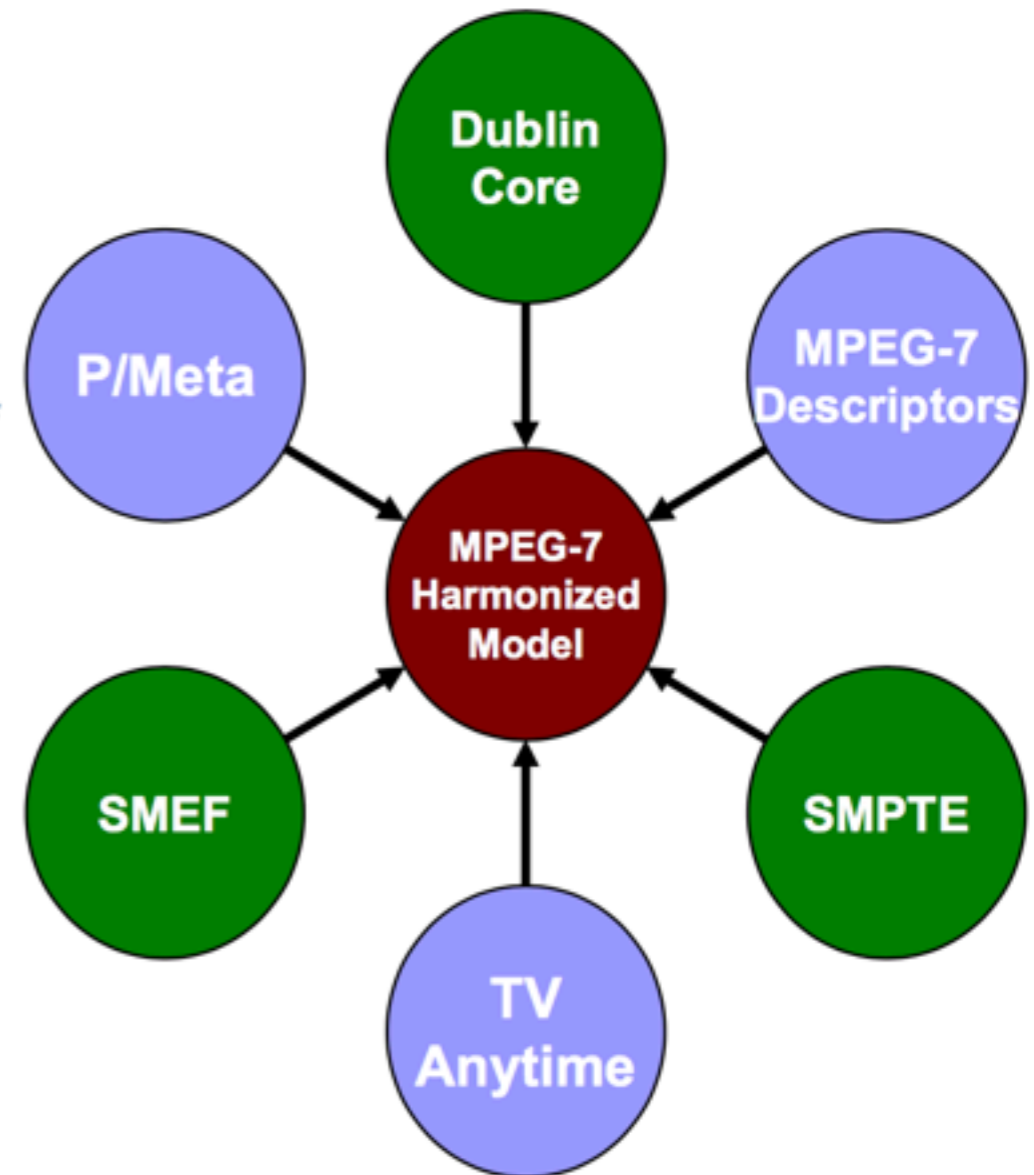 Dublin
Core
P/Meta
MPEG-7
Descriptors
MPEG-7
Harmonized
Model
SMEF
SMPTE
TV
Anytime